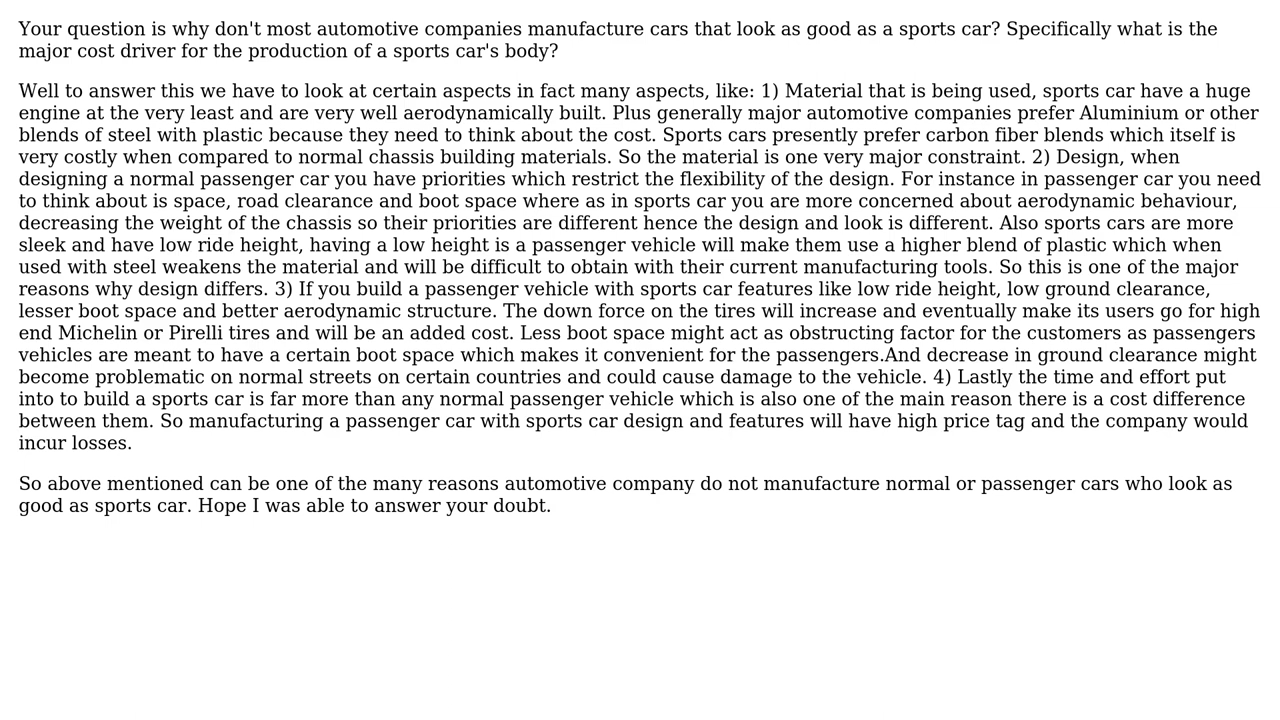 Your question is why don't most automotive companies manufacture cars that look as good as a sports car? Specifically what is the
major cost driver for the production of a sports car's body?
Well to answer this we have to look at certain aspects in fact many aspects, like: 1) Material that is being used, sports car have a huge
engine at the very least and are very well aerodynamically built. Plus generally major automotive companies prefer Aluminium or other
blends of steel with plastic because they need to think about the cost. Sports cars presently prefer carbon fiber blends which itself is
very costly when compared to normal chassis building materials. So the material is one very major constraint. 2) Design, when
designing a normal passenger car you have priorities which restrict the flexibility of the design. For instance in passenger car you need
to think about is space, road clearance and boot space where as in sports car you are more concerned about aerodynamic behaviour,
decreasing the weight of the chassis so their priorities are different hence the design and look is different. Also sports cars are more
sleek and have low ride height, having a low height is a passenger vehicle will make them use a higher blend of plastic which when
used with steel weakens the material and will be difficult to obtain with their current manufacturing tools. So this is one of the major
reasons why design differs. 3) If you build a passenger vehicle with sports car features like low ride height, low ground clearance,
lesser boot space and better aerodynamic structure. The down force on the tires will increase and eventually make its users go for high
end Michelin or Pirelli tires and will be an added cost. Less boot space might act as obstructing factor for the customers as passengers
vehicles are meant to have a certain boot space which makes it convenient for the passengers.And decrease in ground clearance might
become problematic on normal streets on certain countries and could cause damage to the vehicle. 4) Lastly the time and effort put
into to build a sports car is far more than any normal passenger vehicle which is also one of the main reason there is a cost difference
between them. So manufacturing a passenger car with sports car design and features will have high price tag and the company would
incur losses.
So above mentioned can be one of the many reasons automotive company do not manufacture normal or passenger cars who look as
good as sports car. Hope I was able to answer your doubt.